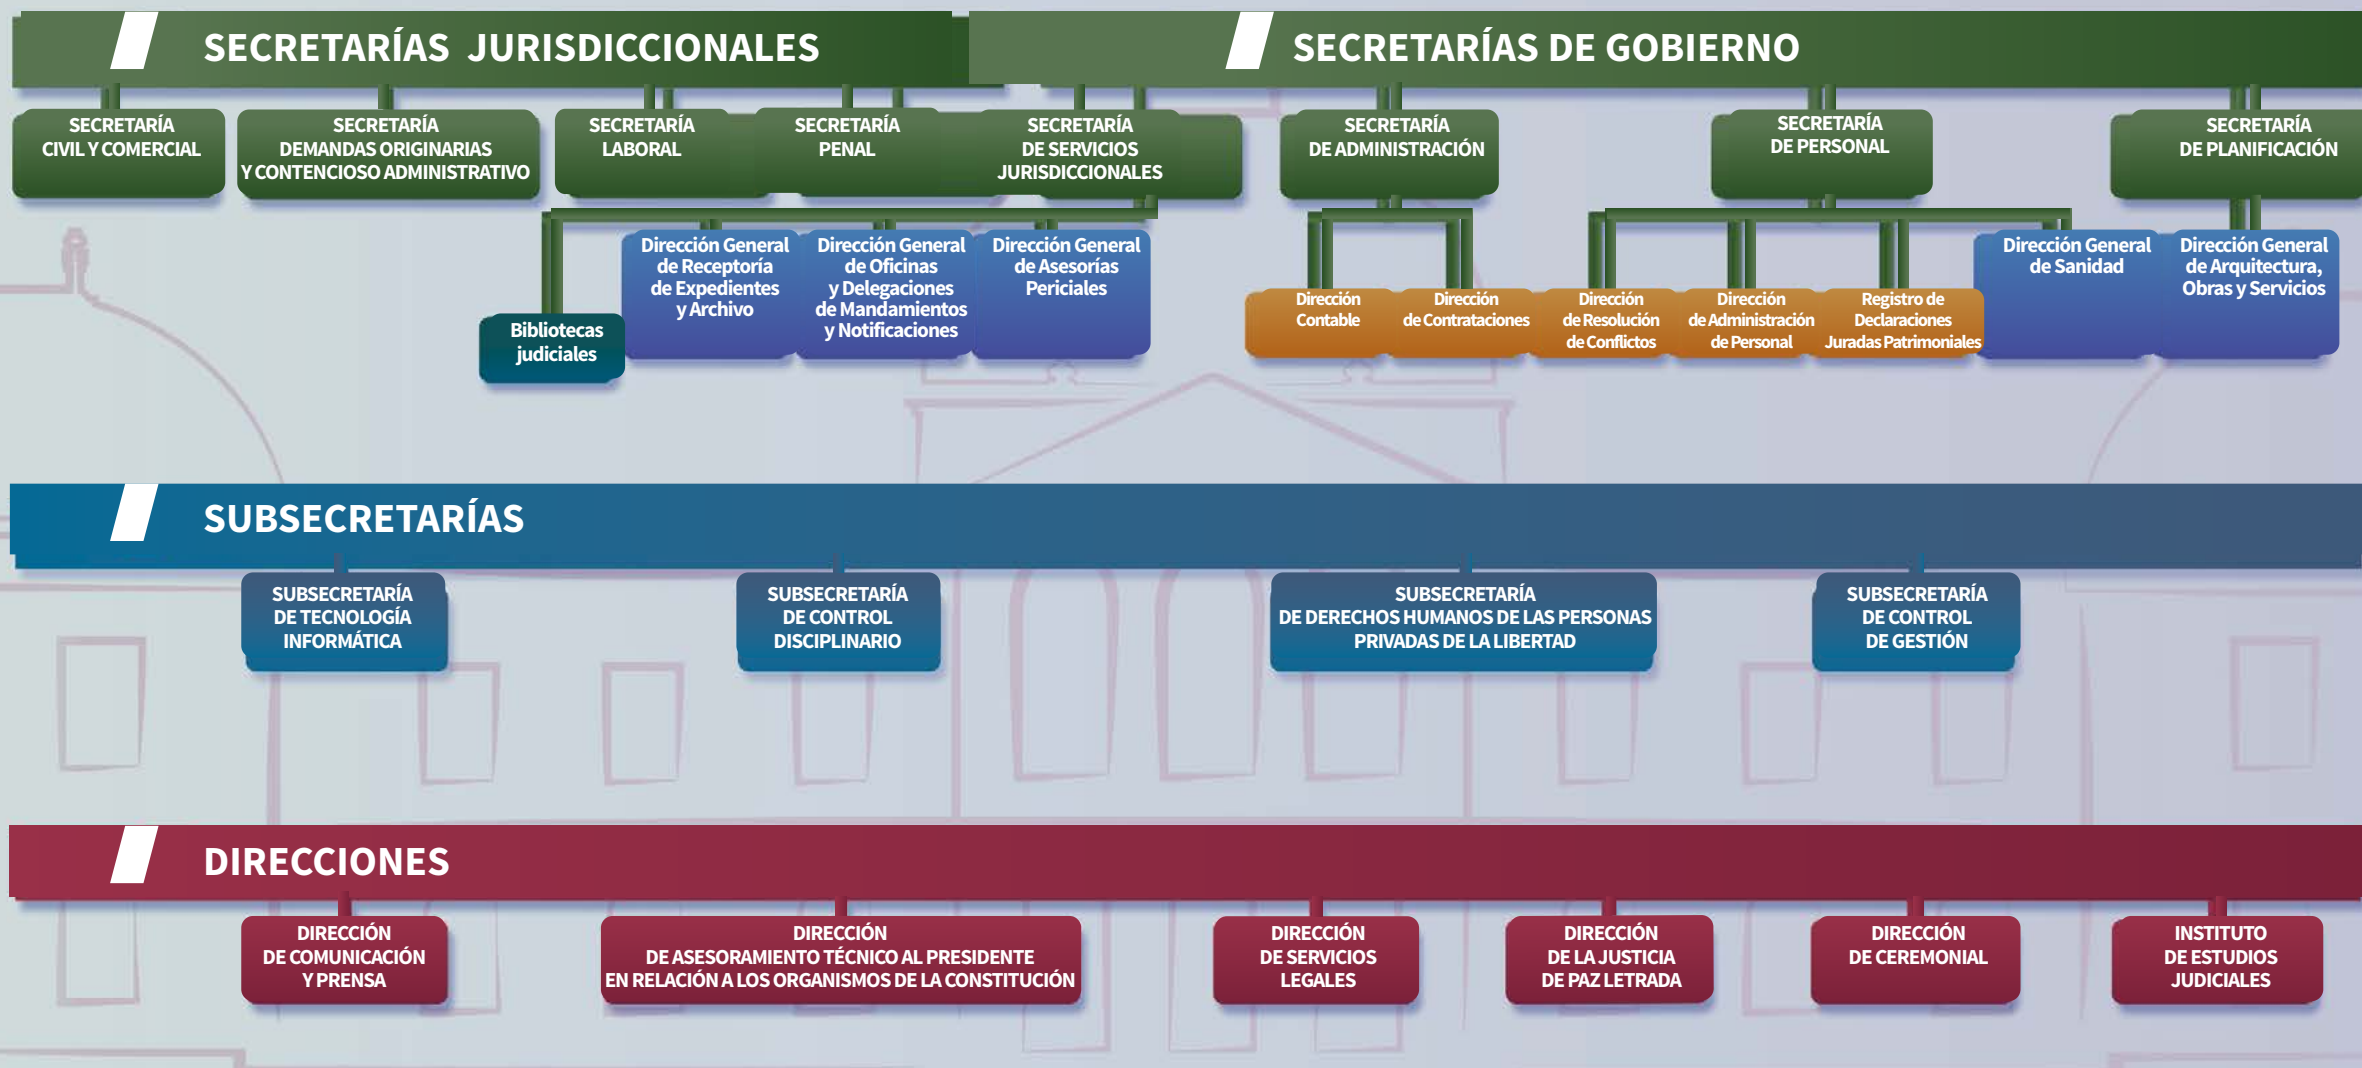 SECRETARÍAS JURISDICCIONALES
SECRETARÍA
CIVIL Y COMERCIAL
SECRETARÍA
DEMANDAS ORIGINARIAS
Y CONTENCIOSO ADMINISTRATIVO
SECRETARÍA
LABORAL
SECRETARÍA
PENAL
SECRETARÍAS DE GOBIERNO
SECRETARÍA
DE SERVICIOS
JURISDICCIONALES
SECRETARÍA
DE ADMINISTRACIÓN
SECRETARÍA
DE PERSONAL
SECRETARÍA
DE PLANIFICACIÓN
Bibliotecas
judiciales
Dirección General
de Receptoría
de Expedientes
y Archivo
Dirección General
de Oficinas
y Delegaciones
de Mandamientos
y Notificaciones
Dirección General
de Asesorías
Periciales
Dirección
Contable
Dirección
de Contrataciones
Dirección
de Resolución
de Conflictos
Dirección
de Administración
de Personal
Registro de
Declaraciones
Juradas Patrimoniales
Dirección General
de Sanidad
Dirección General
de Arquitectura,
Obras y Servicios
SUBSECRETARÍAS
SUBSECRETARÍA
DE TECNOLOGÍA
INFORMÁTICA
SUBSECRETARÍA
DE CONTROL
DISCIPLINARIO
SUBSECRETARÍA
DE DERECHOS HUMANOS DE LAS PERSONAS
PRIVADAS DE LA LIBERTAD
SUBSECRETARÍA
DE CONTROL
DE GESTIÓN
DIRECCIONES
DIRECCIÓN
DE COMUNICACIÓN
Y PRENSA
DIRECCIÓN
DE ASESORAMIENTO TÉCNICO AL PRESIDENTE
EN RELACIÓN A LOS ORGANISMOS DE LA CONSTITUCIÓN
DIRECCIÓN
DE SERVICIOS
LEGALES
DIRECCIÓN
DE LA JUSTICIA
DE PAZ LETRADA
DIRECCIÓN
DE CEREMONIAL
INSTITUTO
DE ESTUDIOS
JUDICIALES